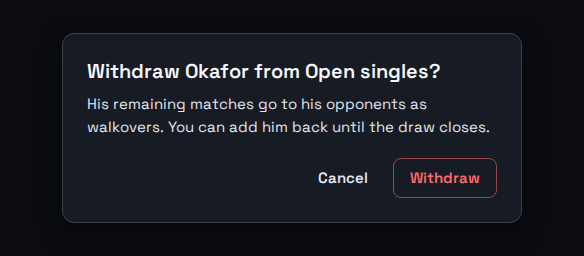 Withdraw Okafor from Open singles?
His remaining matches go to his opponents as
walkovers. You can add him back until the draw closes.
Cancel
Withdraw